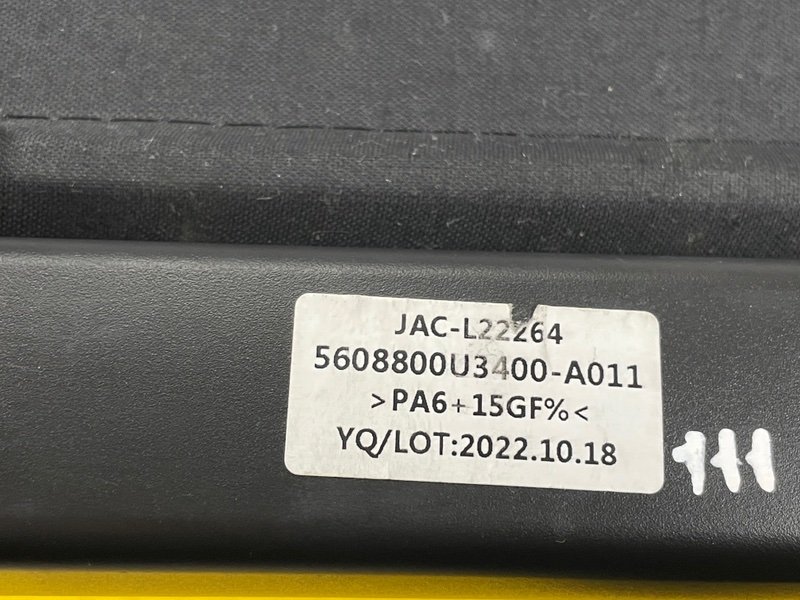 JAC-L22264
5608800U3400-A011
>PA6+15GF%<
YQ/LOT:2022.10.18
111